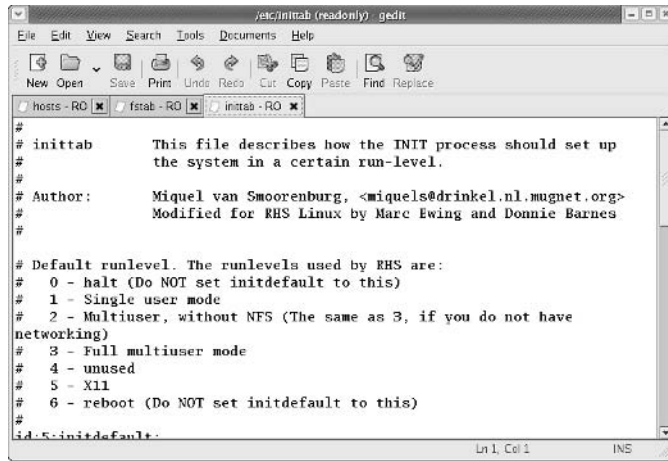 /etc/inittab (readonly) - gedit
File Edit View Search Tools Documents Help
New Open Save Print Undo Redo Cut Copy Paste Find Replace
hosts - RO fstab - RO inittab - RO
#
# inittab This file describes how the INIT process should set up
# the system in a certain run-level.
#
# Author: Miquel van Smoorenburg, <miquels@drinkel.nl.mugnet.org>
# Modified for RHS Linux by Marc Ewing and Donnie Barnes
#
# Default runlevel. The runlevels used by RHS are:
# 0 - halt (Do NOT set initdefault to this)
# 1 - Single user mode
# 2 - Multiuser, without NFS (The same as 3, if you do not have
networking)
# 3 - Full multiuser mode
# 4 - unused
# 5 - X11
# 6 - reboot (Do NOT set initdefault to this)
#
id:5:initdefault:
Ln 1, Col 1 INS